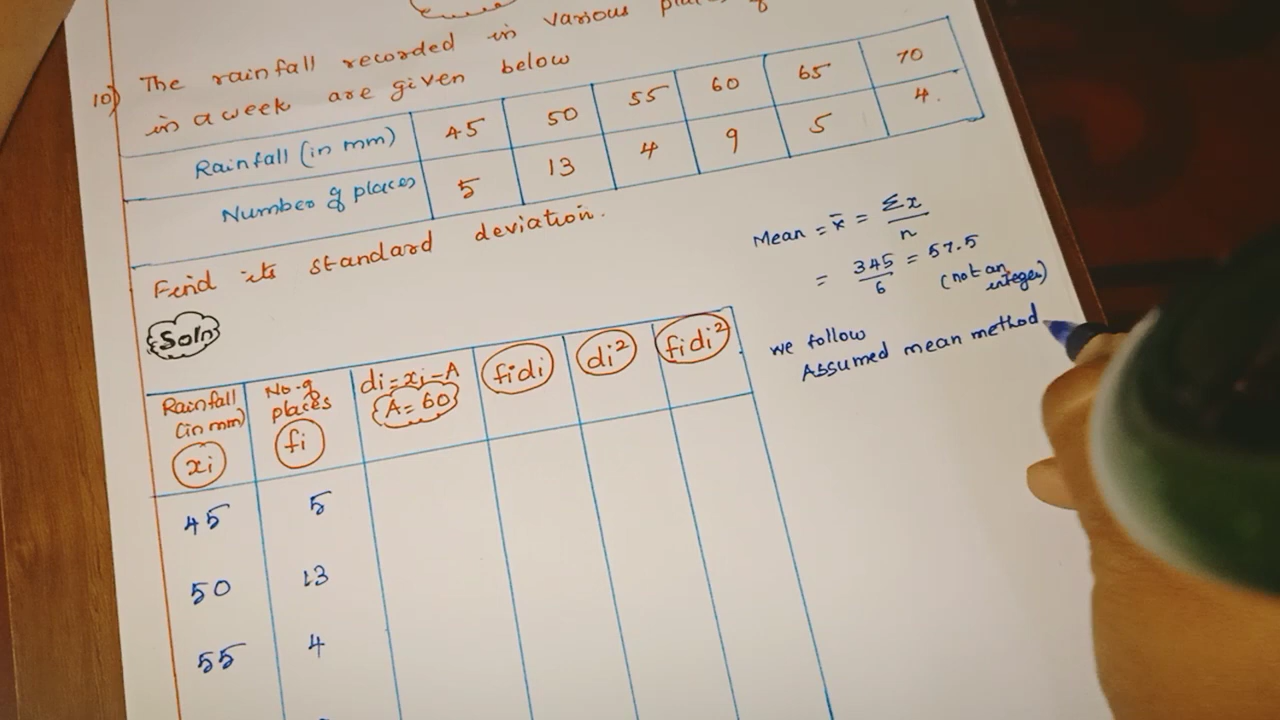 10) The rainfall recorded in various
in a week are given below
Rainfall (in mm) 45 50 55 60 65 70
Number of places 5 13 4 9 5 4.
Find its standard deviation.
Mean = x̄ = Σx/n
= 345/6 = 57.5
(not an integer)
we follow
Assumed mean method
Soln
Rainfall (in mm) xi
No. of places fi
di = xi - A
A = 60
fidi
di²
fidi²
45 5
50 13
55 4